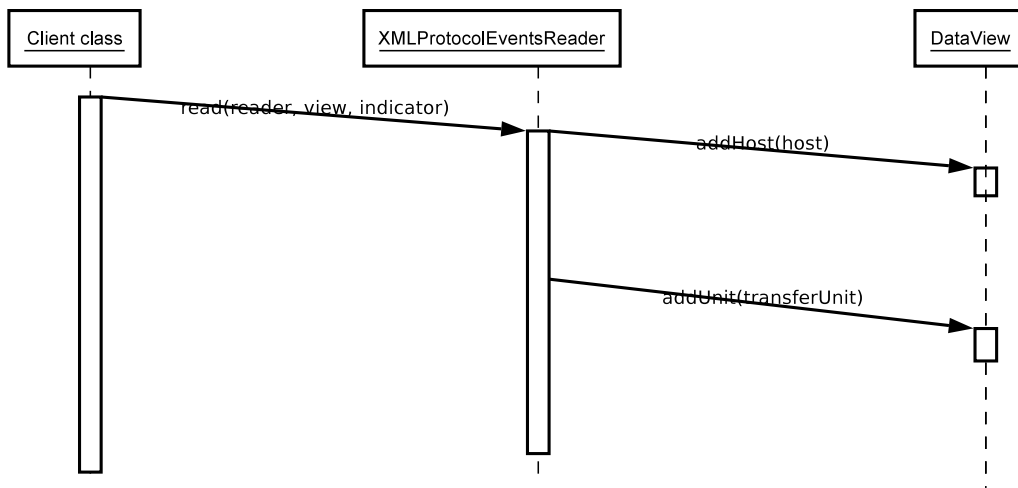 Client class
XMLProtocolEventsReader
DataView
read(reader, view, indicator)
addHost(host)
addUnit(transferUnit)